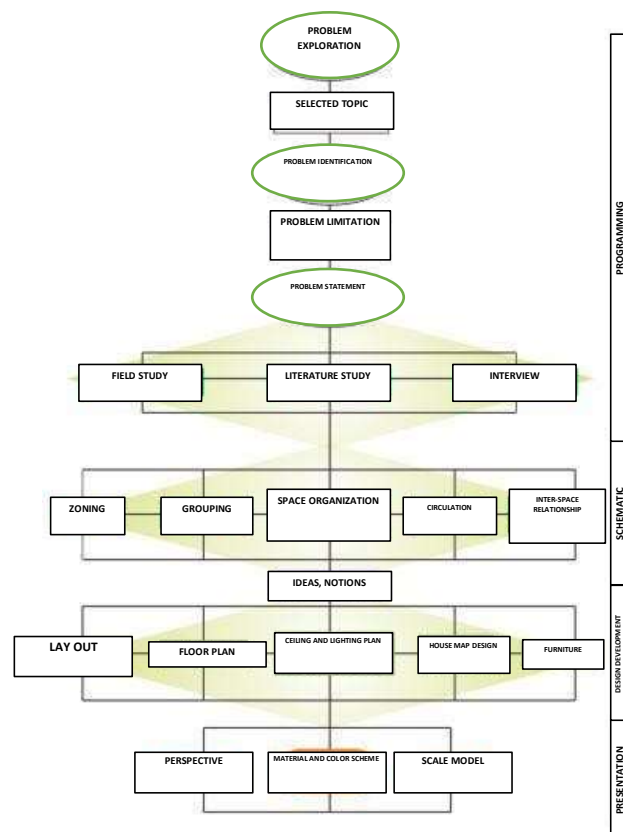 PROBLEM
EXPLORATION
SELECTED TOPIC
PROBLEM IDENTIFICATION
PROBLEM LIMITATION
PROBLEM STATEMENT
FIELD STUDY
LITERATURE STUDY
INTERVIEW
PROGRAMMING
ZONING
GROUPING
SPACE ORGANIZATION
CIRCULATION
INTER-SPACE
RELATIONSHIP
SCHEMATIC
IDEAS, NOTIONS
LAY OUT
FLOOR PLAN
CEILING AND LIGHTING PLAN
HOUSE MAP DESIGN
FURNITURE
DESIGN DEVELOPMENT
PERSPECTIVE
MATERIAL AND COLOR SCHEME
SCALE MODEL
PRESENTATION